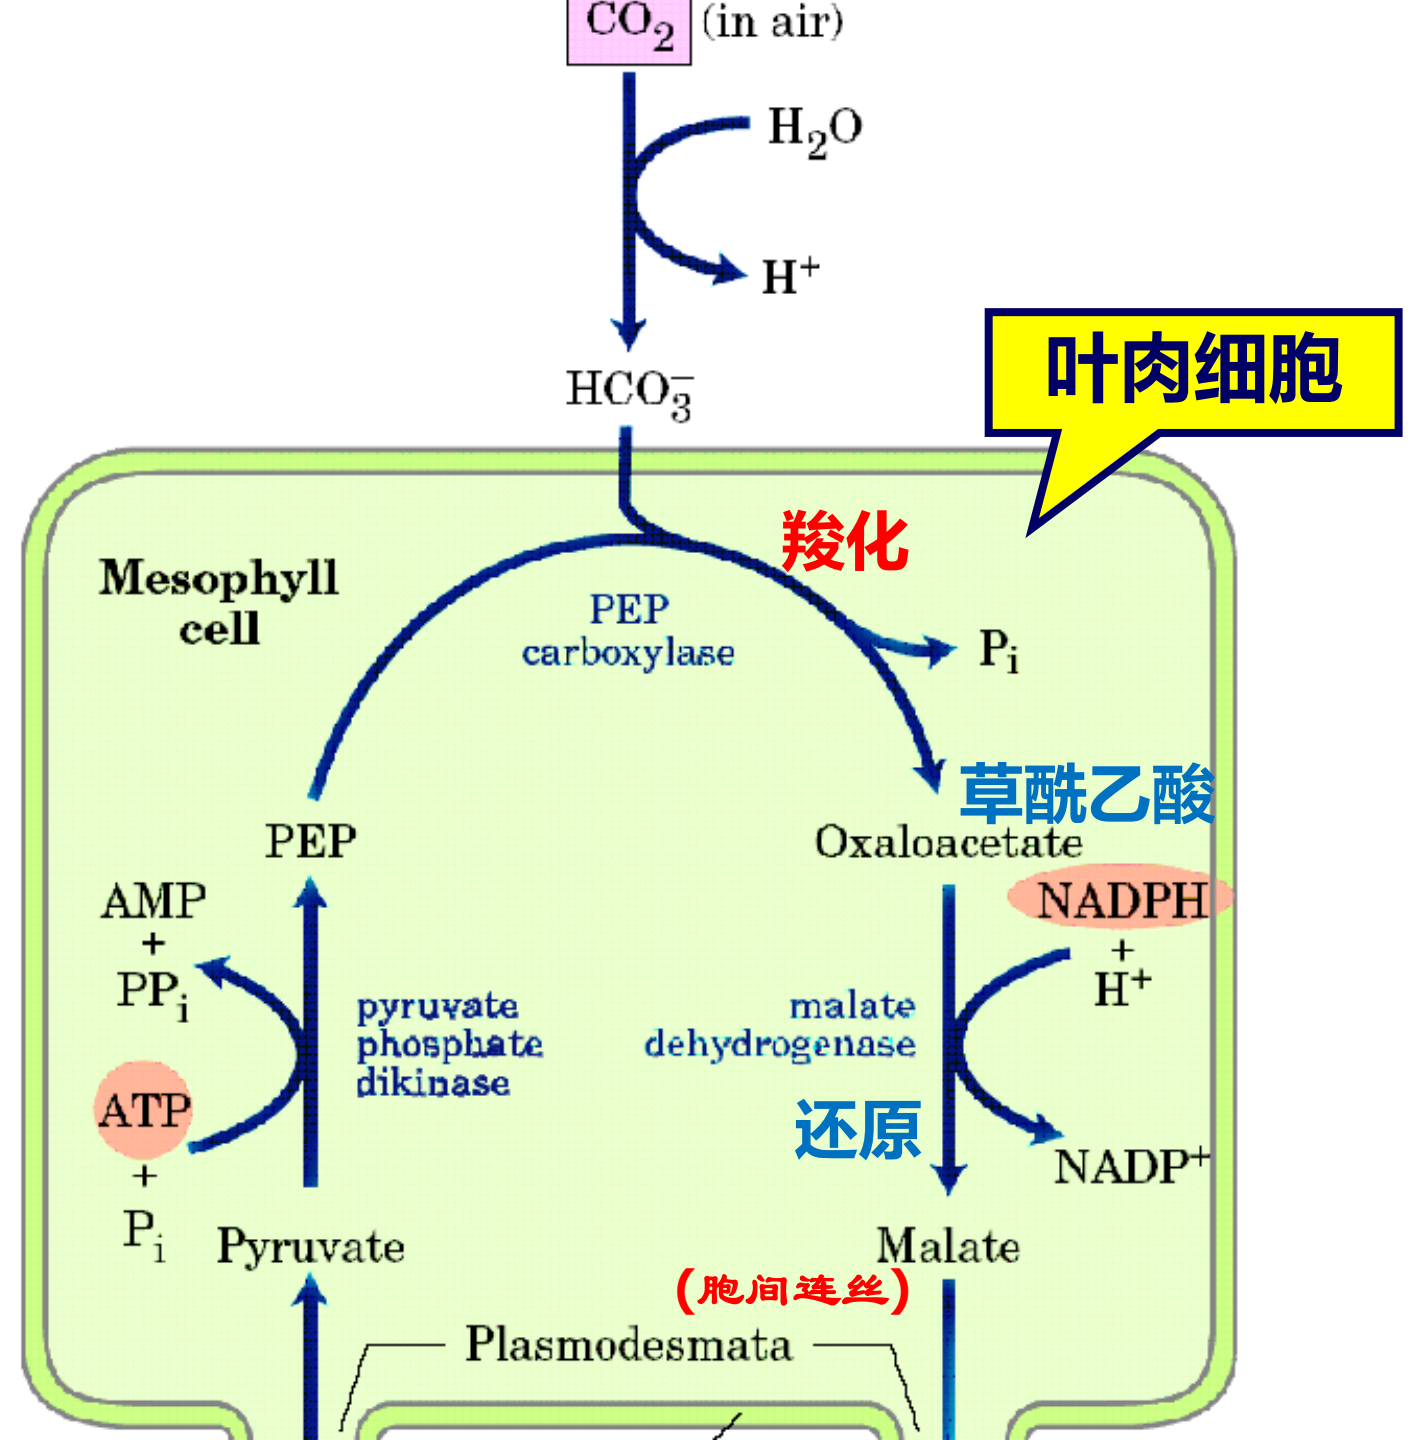 CO₂ (in air)
H₂O
H⁺
HCO₃⁻
叶肉细胞
羧化
Mesophyll
cell
PEP
carboxylase
Pᵢ
草酰乙酸
PEP
Oxaloacetate
AMP
+
PPᵢ
NADPH
+
H⁺
pyruvate
phosphate
dikinase
malate
dehydrogenase
ATP
+
Pᵢ
还原
NADP⁺
Pyruvate
Malate
(胞间连丝)
Plasmodesmata